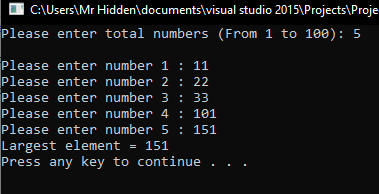 C:\Users\Mr Hidden\documents\visual studio 2015\Projects\Proje
Please enter total numbers (From 1 to 100): 5
Please enter number 1 : 11
Please enter number 2 : 22
Please enter number 3 : 33
Please enter number 4 : 101
Please enter number 5 : 151
Largest element = 151
Press any key to continue . . .